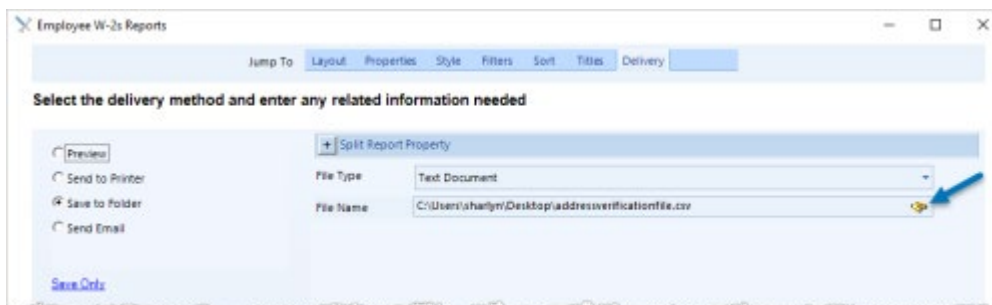 Employee W-2s Reports
Jump To Layout Properties Style Filters Sort Titles Delivery
Select the delivery method and enter any related information needed
Preview
+ Split Report Property
Send to Printer
File Type Text Document
Save to Folder
File Name C:\Users\sharlyn\Desktop\addressverificationfile.csv
Send Email
Save Only